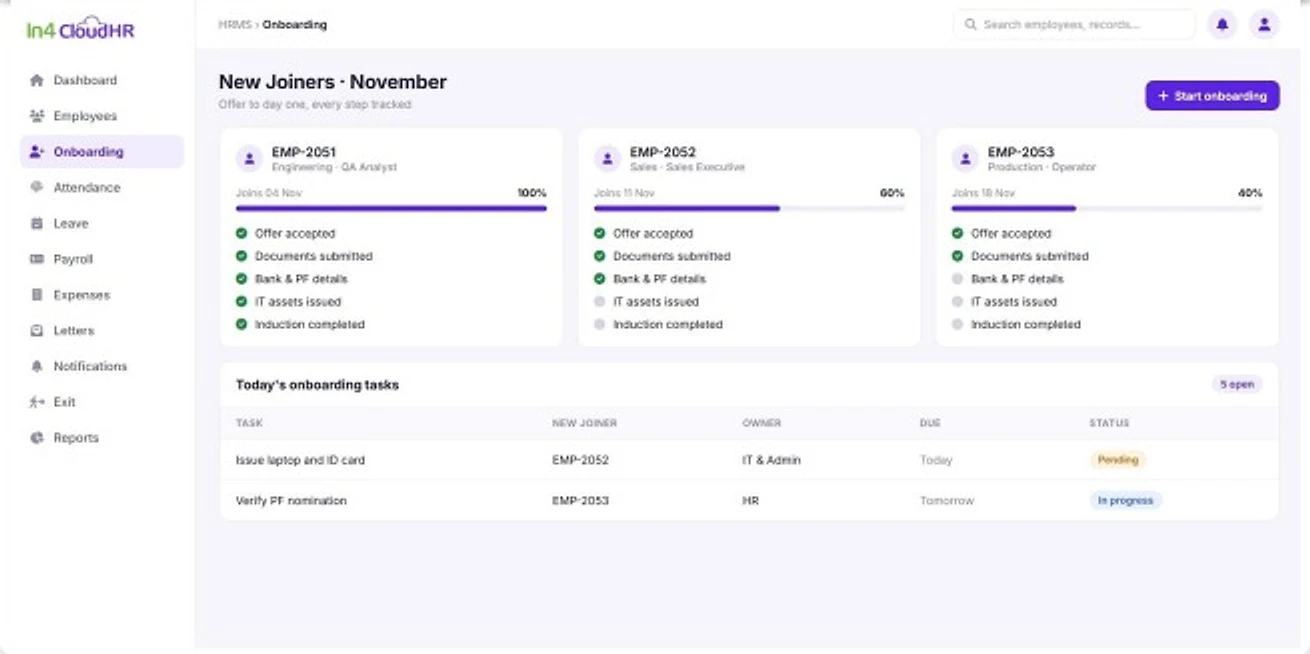 In4 CloudHR
HRMS › Onboarding
Search employees, records...
Dashboard
Employees
Onboarding
Attendance
Leave
Payroll
Expenses
Letters
Notifications
Exit
Reports
New Joiners · November
Offer to day one, every step tracked
+ Start onboarding
EMP-2051
Engineering · QA Analyst
Joins 04 Nov 100%
Offer accepted
Documents submitted
Bank & PF details
IT assets issued
Induction completed
EMP-2052
Sales · Sales Executive
Joins 11 Nov 60%
Offer accepted
Documents submitted
Bank & PF details
IT assets issued
Induction completed
EMP-2053
Production · Operator
Joins 18 Nov 40%
Offer accepted
Documents submitted
Bank & PF details
IT assets issued
Induction completed
Today's onboarding tasks 5 open
TASK NEW JOINER OWNER DUE STATUS
Issue laptop and ID card EMP-2052 IT & Admin Today Pending
Verify PF nomination EMP-2053 HR Tomorrow In progress